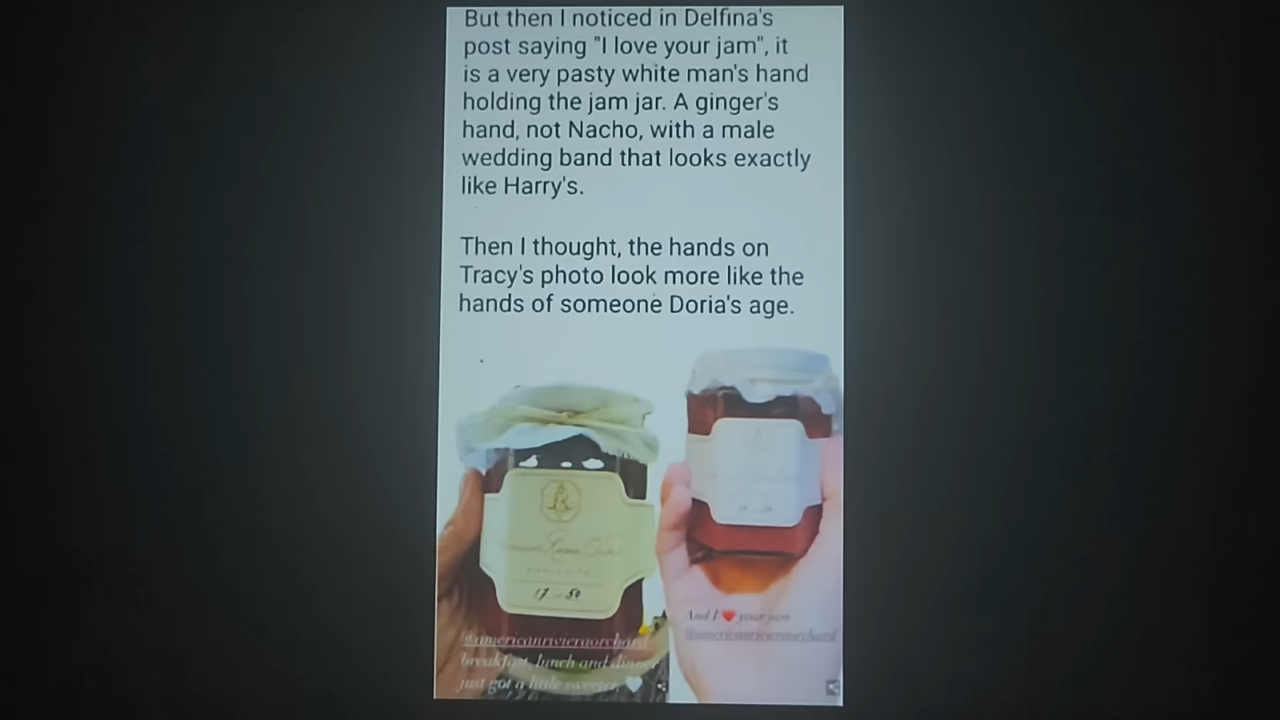 But then I noticed in Delfina's
post saying "I love your jam", it
is a very pasty white man's hand
holding the jam jar. A ginger's
hand, not Nacho, with a male
wedding band that looks exactly
like Harry's.
Then I thought, the hands on
Tracy's photo look more like the
hands of someone Doria's age.
17 50
@americanrivieraorchard
breakfast, lunch and dinner
just got a little sweeter
And I ❤ your jam
@americanrivieraorchard